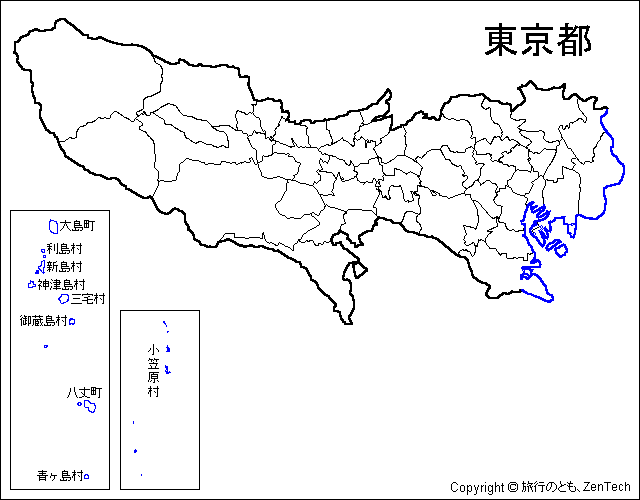 東京都
大島町
利島村
新島村
神津島村
三宅村
御蔵島村
八丈町
青ヶ島村
小笠原村
Copyright © 旅行のとも、ZenTech